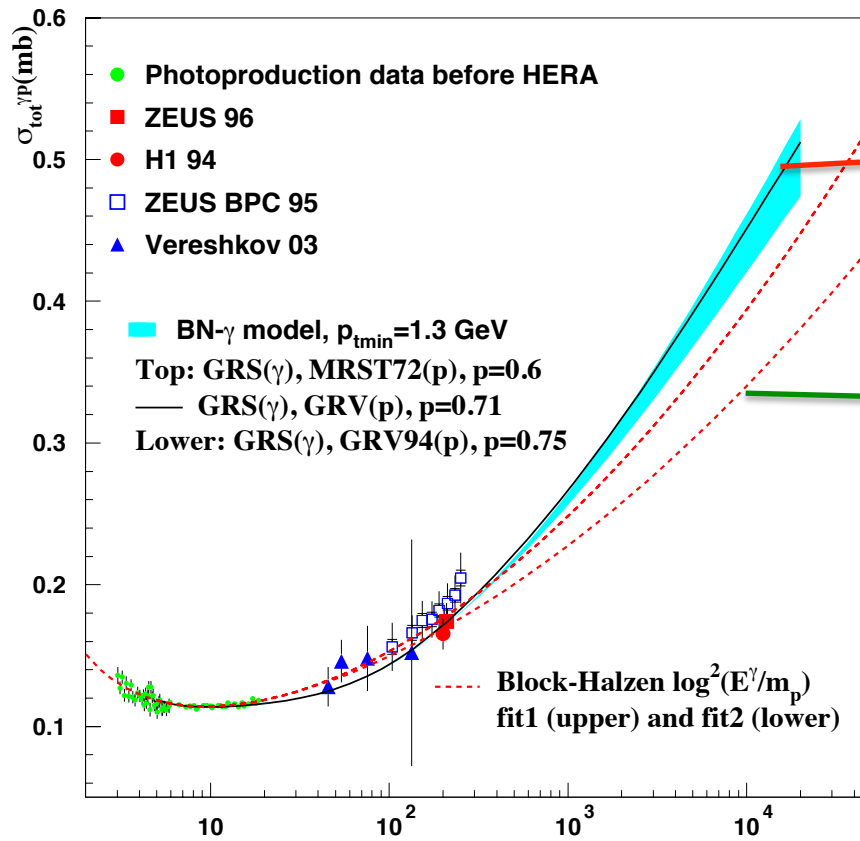 0.6
0.5
0.4
0.3
0.2
0.1
σtot γp(mb)
Photoproduction data before HERA
ZEUS 96
H1 94
ZEUS BPC 95
Vereshkov 03
BN-γ model, ptmin=1.3 GeV
Top: GRS(γ), MRST72(p), p=0.6
GRS(γ), GRV(p), p=0.71
Lower: GRS(γ), GRV94(p), p=0.75
Block-Halzen log²(Eγ/mp)
fit1 (upper) and fit2 (lower)
10 10² 10³ 10⁴